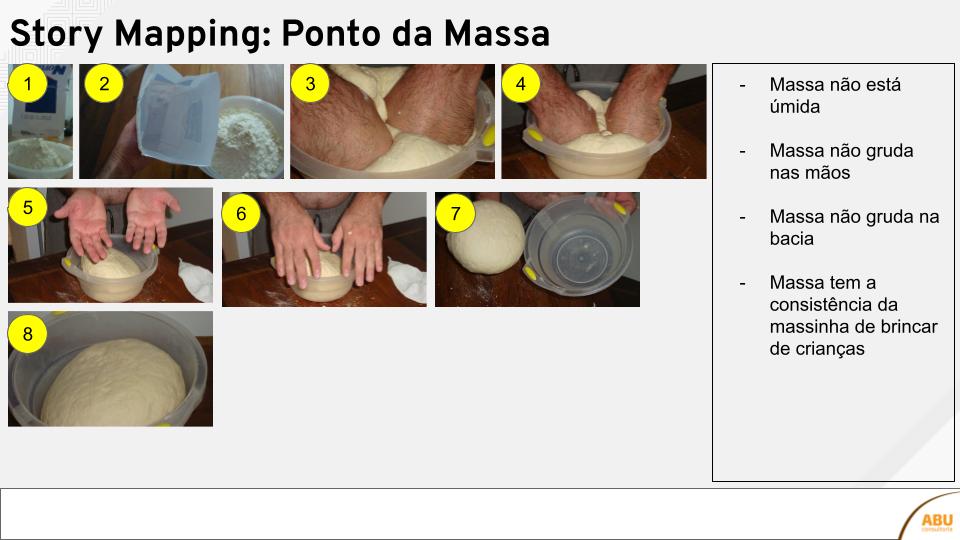 Story Mapping: Ponto da Massa
1
2
3
4
5
6
7
8
- Massa não está
úmida
- Massa não gruda
nas mãos
- Massa não gruda na
bacia
- Massa tem a
consistência da
massinha de brincar
de crianças
ABU
consultoria